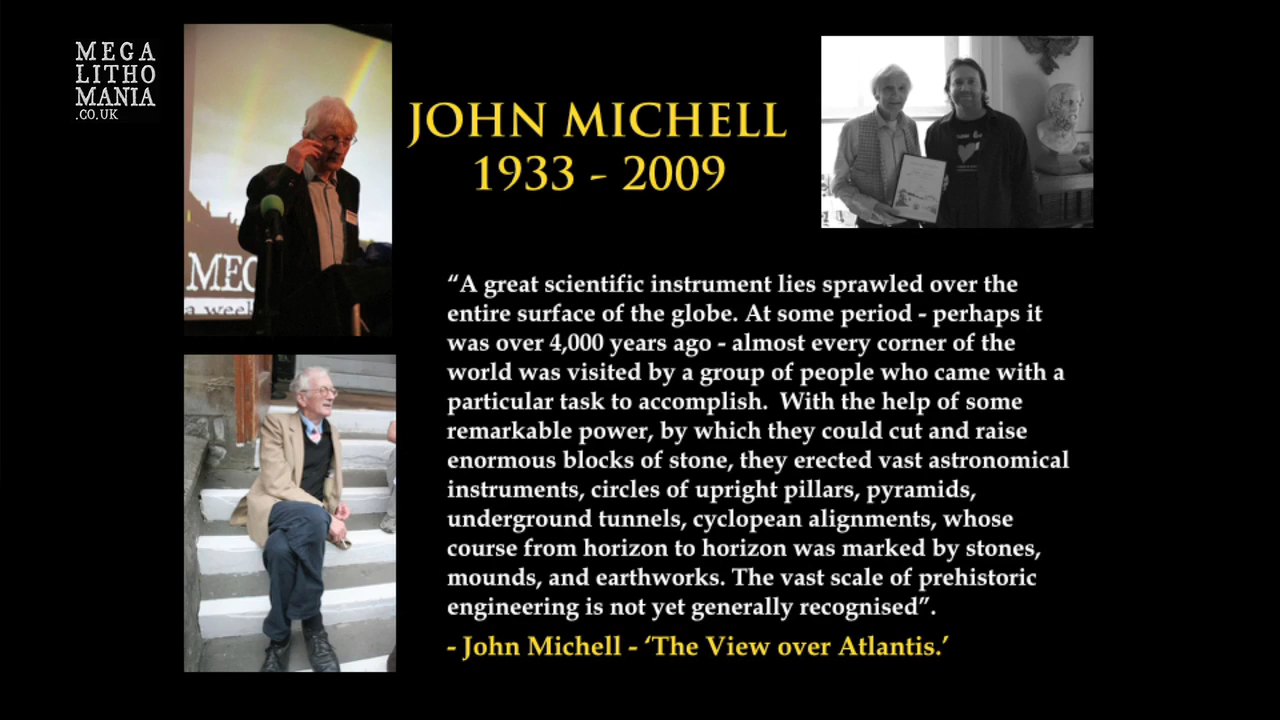 MEGA
LITHO
MANIA
.CO.UK
JOHN MICHELL
1933 - 2009
MEG
a week
“A great scientific instrument lies sprawled over the
entire surface of the globe. At some period - perhaps it
was over 4,000 years ago - almost every corner of the
world was visited by a group of people who came with a
particular task to accomplish.  With the help of some
remarkable power, by which they could cut and raise
enormous blocks of stone, they erected vast astronomical
instruments, circles of upright pillars, pyramids,
underground tunnels, cyclopean alignments, whose
course from horizon to horizon was marked by stones,
mounds, and earthworks. The vast scale of prehistoric
engineering is not yet generally recognised”.
- John Michell - ‘The View over Atlantis.’